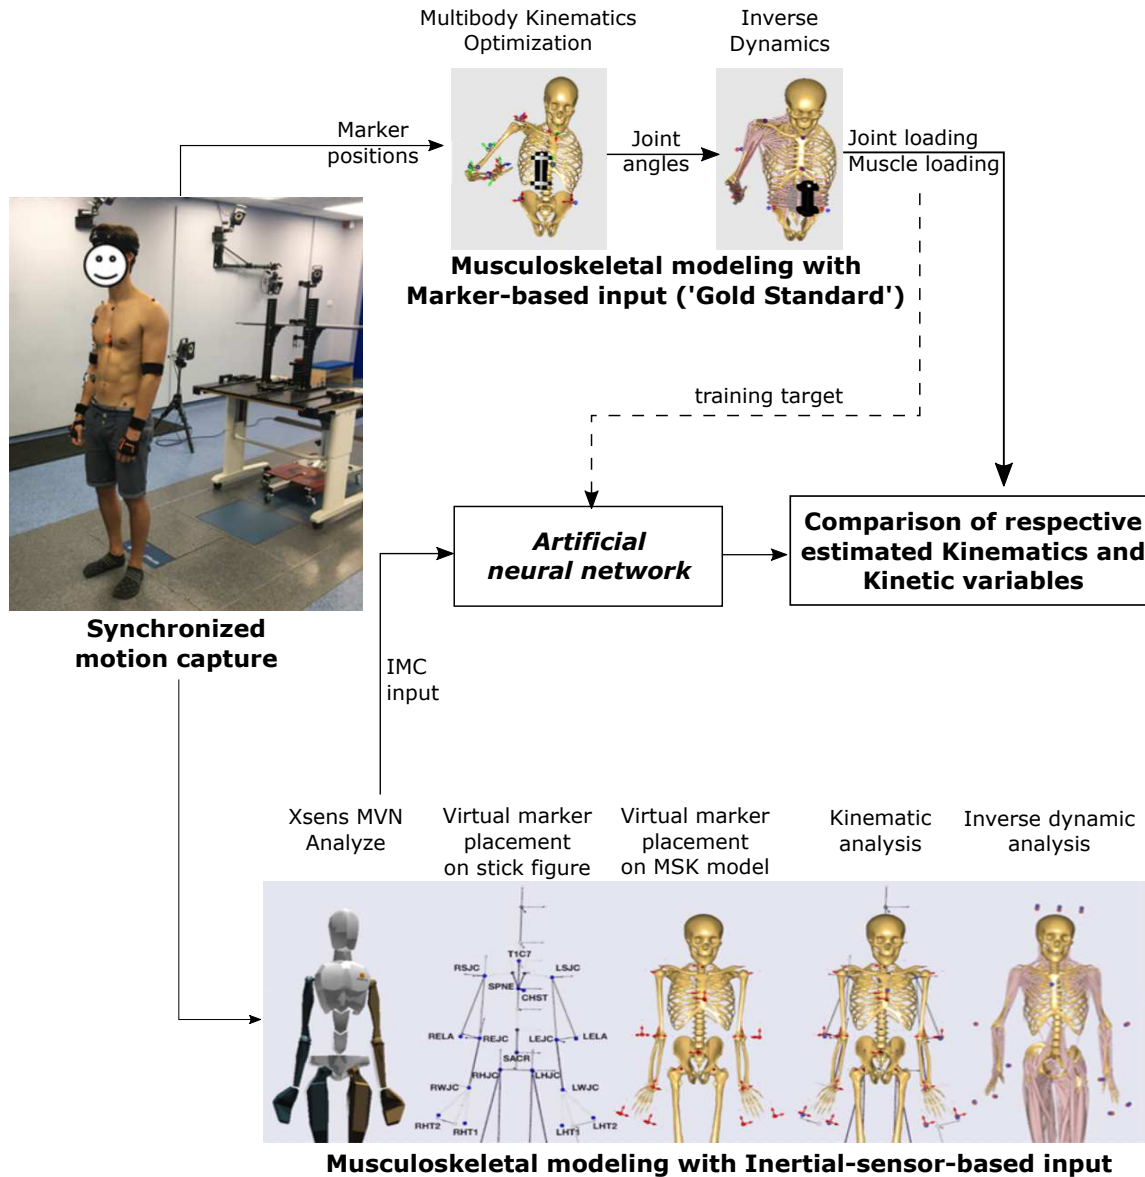 Multibody Kinematics
Optimization
Inverse
Dynamics
Marker
positions
Joint
angles
Joint loading
Muscle loading
Musculoskeletal modeling with
Marker-based input ('Gold Standard')
training target
Artificial
neural network
Comparison of respective
estimated Kinematics and
Kinetic variables
Synchronized
motion capture
IMC
input
Xsens MVN
Analyze
Virtual marker
placement
on stick figure
Virtual marker
placement
on MSK model
Kinematic
analysis
Inverse dynamic
analysis
T1C7
RSJC
LSJC
SPNE
CHST
RELA
REJC
LEJC
LELA
SACR
RHJC
LHJC
RWJC
LWJC
RHT2
RHT1
LHT1
LHT2
Musculoskeletal modeling with Inertial-sensor-based input